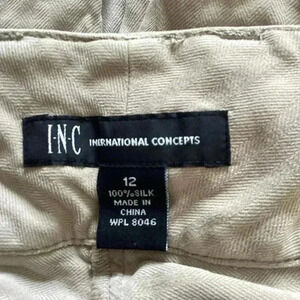 I·N·C INTERNATIONAL CONCEPTS
12
100% SILK
MADE IN
CHINA
WPL 8046